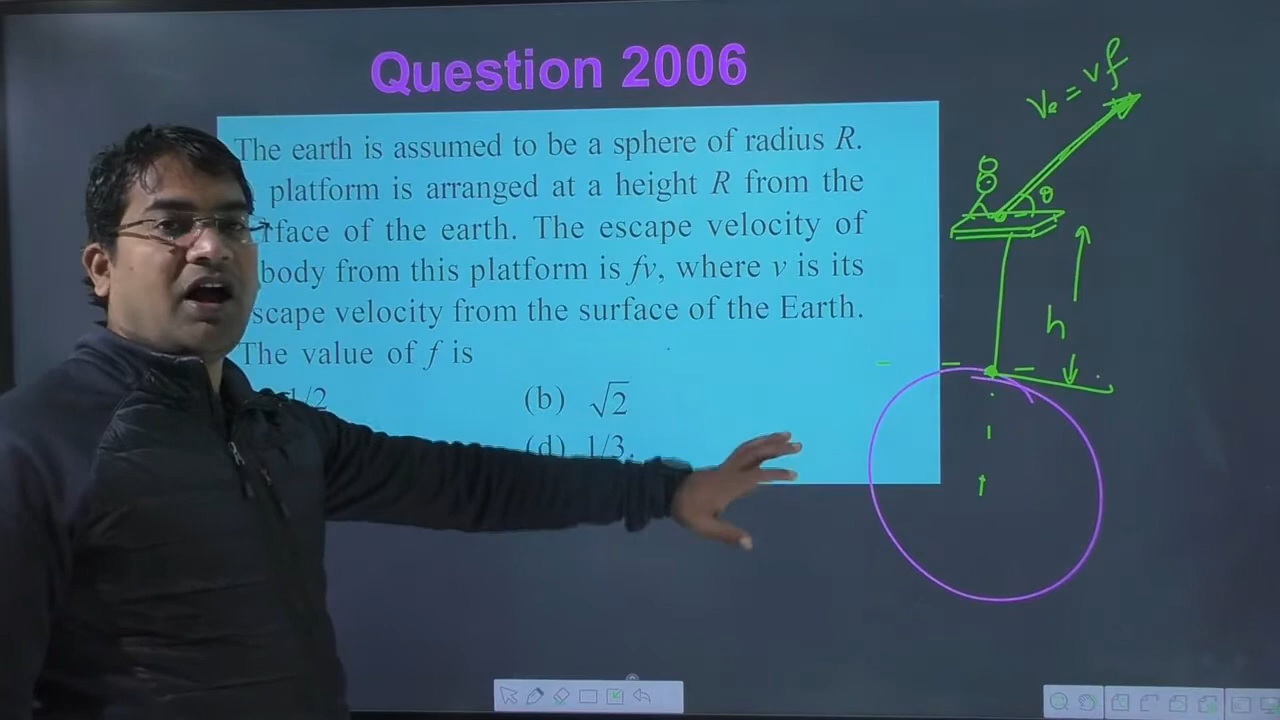 Question 2006
The earth is assumed to be a sphere of radius R.
platform is arranged at a height R from the
of the earth. The escape velocity of
body from this platform is fv, where v is its
scape velocity from the surface of the Earth.
The value of f is
1/2
(b) √2
(d) 1/3.
vₑ = vf
θ
h